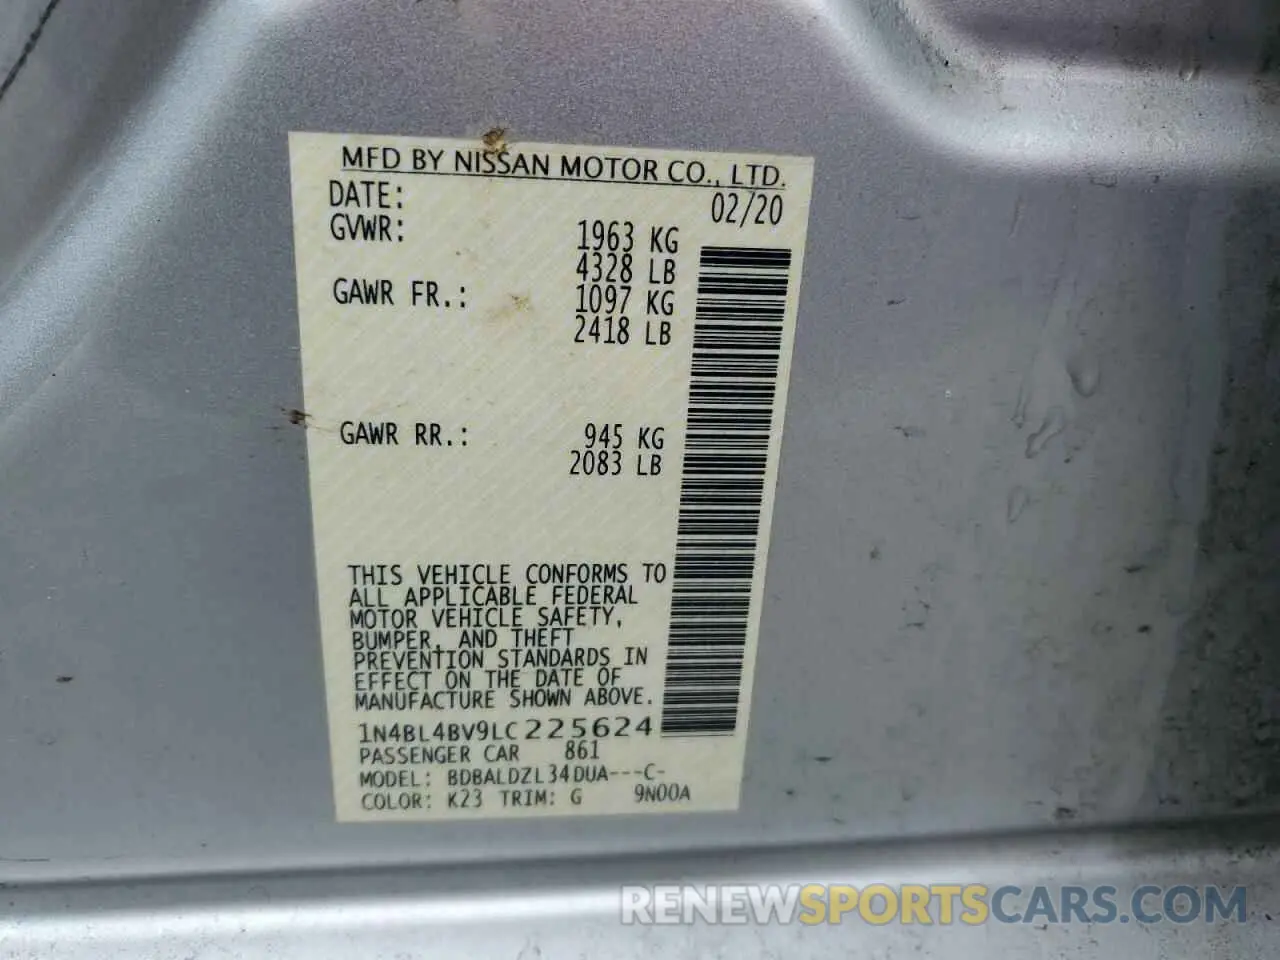 MFD BY NISSAN MOTOR CO., LTD.
DATE: 02/20
GVWR: 1963 KG
4328 LB
GAWR FR.: 1097 KG
2418 LB
GAWR RR.: 945 KG
2083 LB
THIS VEHICLE CONFORMS TO
ALL APPLICABLE FEDERAL
MOTOR VEHICLE SAFETY,
BUMPER, AND THEFT
PREVENTION STANDARDS IN
EFFECT ON THE DATE OF
MANUFACTURE SHOWN ABOVE.
1N4BL4BV9LC225624
PASSENGER CAR 861
MODEL: BDBALDZL34DUA---C-
COLOR: K23 TRIM: G 9N00A
RENEWSPORTSCARS.COM